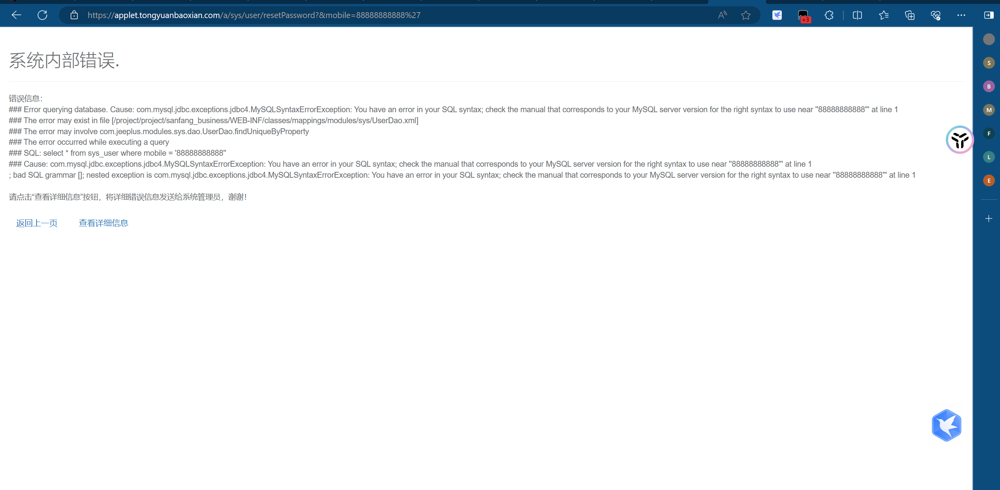 https://applet.tongyuanbaoxian.com/a/sys/user/resetPassword?&mobile=88888888888%27
A
+3
系统内部错误.
S
B
错误信息：
### Error querying database. Cause: com.mysql.jdbc.exceptions.jdbc4.MySQLSyntaxErrorException: You have an error in your SQL syntax; check the manual that corresponds to your MySQL server version for the right syntax to use near ''88888888888''' at line 1
M
### The error may exist in file [/project/project/sanfang_business/WEB-INF/classes/mappings/modules/sys/UserDao.xml]
### The error may involve com.jeeplus.modules.sys.dao.UserDao.findUniqueByProperty
F
### The error occurred while executing a query
### SQL: select * from sys_user where mobile = '88888888888''
L
### Cause: com.mysql.jdbc.exceptions.jdbc4.MySQLSyntaxErrorException: You have an error in your SQL syntax; check the manual that corresponds to your MySQL server version for the right syntax to use near ''88888888888''' at line 1
; bad SQL grammar []; nested exception is com.mysql.jdbc.exceptions.jdbc4.MySQLSyntaxErrorException: You have an error in your SQL syntax; check the manual that corresponds to your MySQL server version for the right syntax to use near ''88888888888''' at line 1
E
请点击“查看详细信息”按钮，将详细错误信息发送给系统管理员，谢谢！
返回上一页 查看详细信息